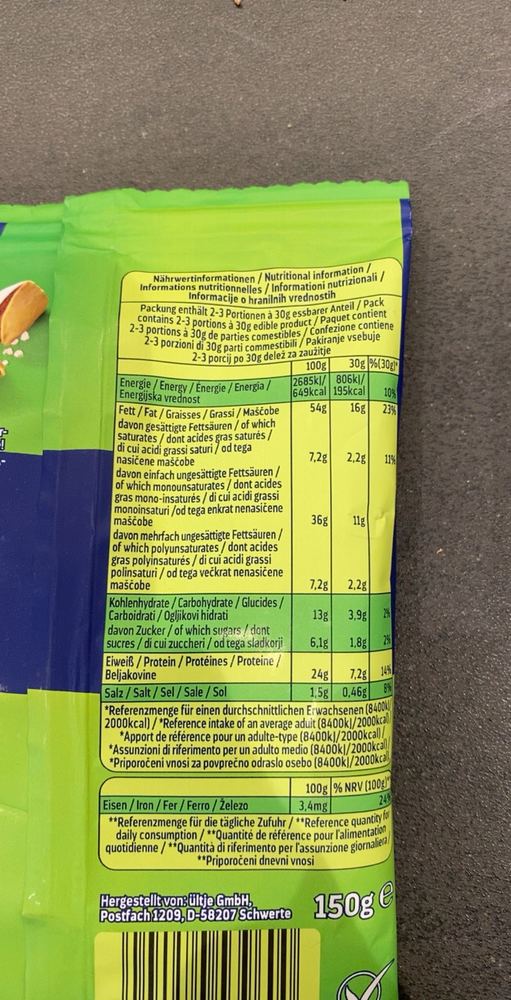 Nährwertinformationen / Nutritional information /
Informations nutritionnelles / Informationi nutrizionali /
Informacije o hranilnih vrednostih
Packung enthält 2-3 Portionen à 30g essbarer Anteil / Pack
contains 2-3 portions à 30g edible product / Paquet contient
2-3 portions à 30g de parties comestibles / Confezione contiene
2-3 porzioni di 30g parti commestibili / Pakiranje vsebuje
2-3 porcij po 30g delež za zaužitje
100g 30g %(30g)*
Energie / Energy / Énergie / Energia / 2685kJ/ 806kJ/
Energijska vrednost 649kcal 195kcal 10%
Fett / Fat / Graisses / Grassi / Maščobe 54g 16g 23%
davon gesättigte Fettsäuren / of which
saturates / dont acides gras saturés /
di cui acidi grassi saturi / od tega 7,2g 2,2g 11%
nasičene maščobe
davon einfach ungesättigte Fettsäuren /
of which monounsaturates / dont acides
gras mono-insaturés / di cui acidi grassi
monoinsaturi /od tega enkrat nenasičene
maščobe 36g 11g
davon mehrfach ungesättigte Fettsäuren /
of which polyunsaturates / dont acides
gras polyinsaturés / di cui acidi grassi
polinsaturi / od tega večkrat nenasičene
maščobe 7,2g 2,2g
Kohlenhydrate / Carbohydrate / Glucides /
Carboidrati / Ogljikovi hidrati 13g 3,9g 2%
davon Zucker / of which sugars / dont
sucres / di cui zuccheri / od tega sladkorji 6,1g 1,8g 2%
Eiweiß / Protein / Protéines / Proteine /
Beljakovine 24g 7,2g 14%
Salz / Salt / Sel / Sale / Sol 1,5g 0,46g 8%
*Referenzmenge für einen durchschnittlichen Erwachsenen (8400kJ/
2000kcal) / *Reference intake of an average adult (8400kJ/2000kcal) /
*Apport de référence pour un adulte-type (8400kJ/2000kcal) /
*Assunzioni di riferimento per un adulto medio (8400kJ/2000kcal) /
*Priporočeni vnosi za povprečno odraslo osebo (8400kJ/2000kcal)
100g % NRV (100g)**
Eisen / Iron / Fer / Ferro / Železo 3,4mg 24%
**Referenzmenge für die tägliche Zufuhr / **Reference quantity for
daily consumption / **Quantité de référence pour l'alimentation
quotidienne / **Quantità di riferimento per l'assunzione giornaliera /
**Priporočeni dnevni vnosi
Hergestellt von: ültje GmbH,
Postfach 1209, D-58207 Schwerte
150g e